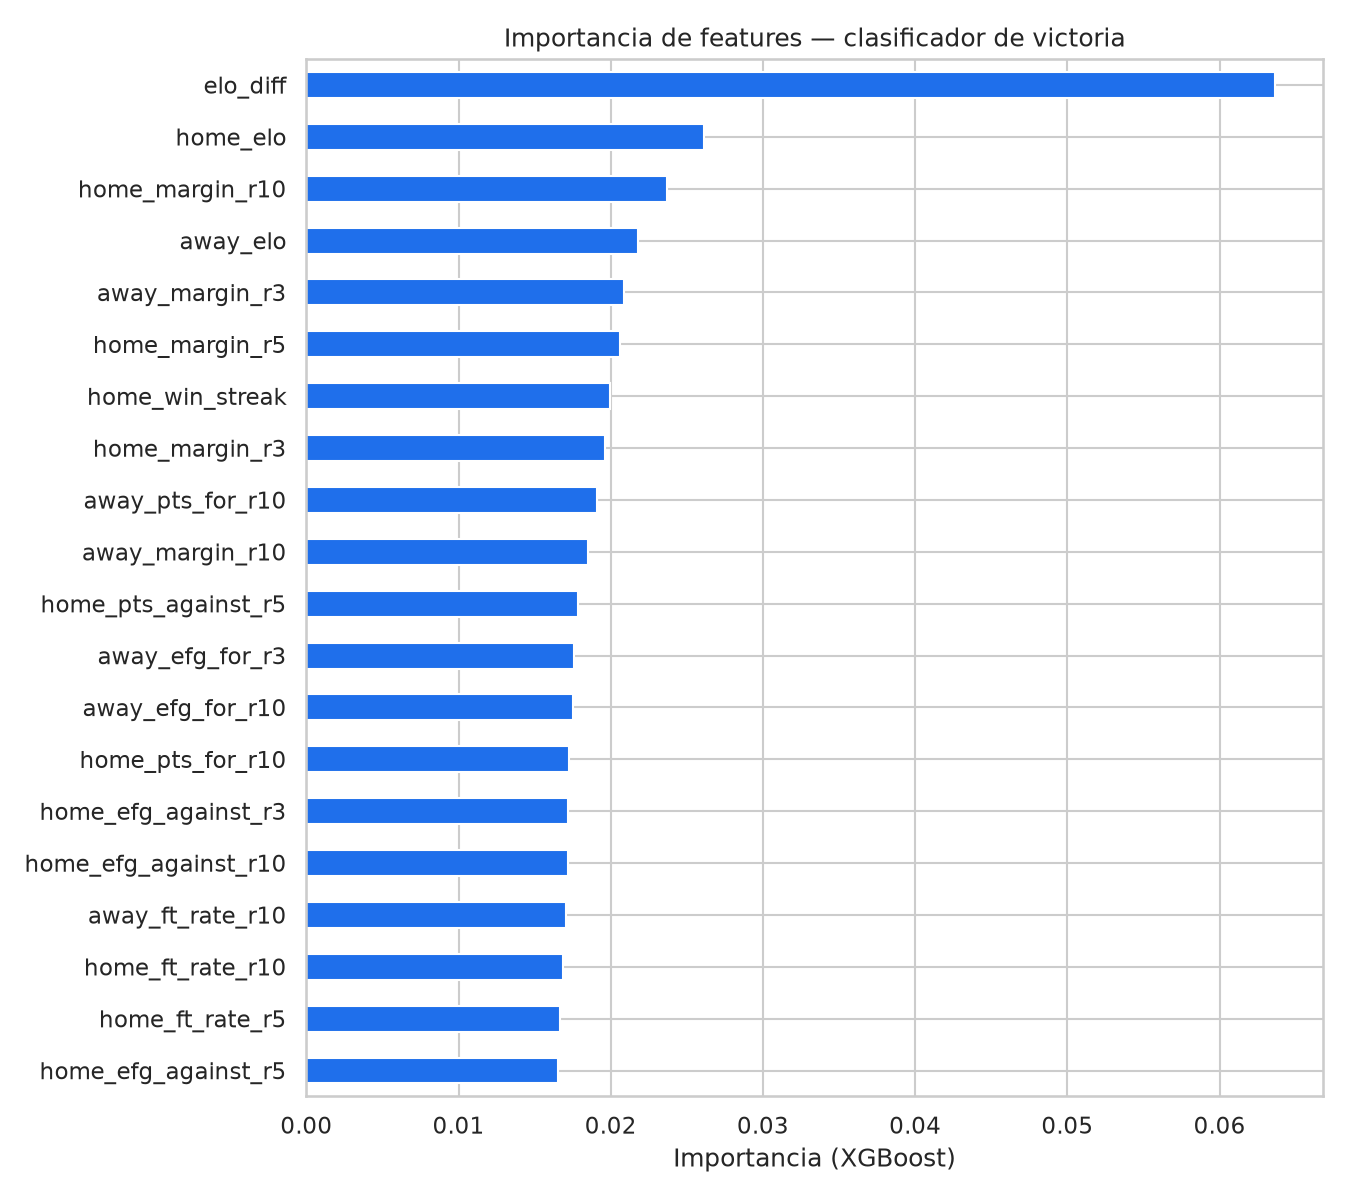 Importancia de features — clasificador de victoria
elo_diff
home_elo
home_margin_r10
away_elo
away_margin_r3
home_margin_r5
home_win_streak
home_margin_r3
away_pts_for_r10
away_margin_r10
home_pts_against_r5
away_efg_for_r3
away_efg_for_r10
home_pts_for_r10
home_efg_against_r3
home_efg_against_r10
away_ft_rate_r10
home_ft_rate_r10
home_ft_rate_r5
home_efg_against_r5
0.00 0.01 0.02 0.03 0.04 0.05 0.06
Importancia (XGBoost)